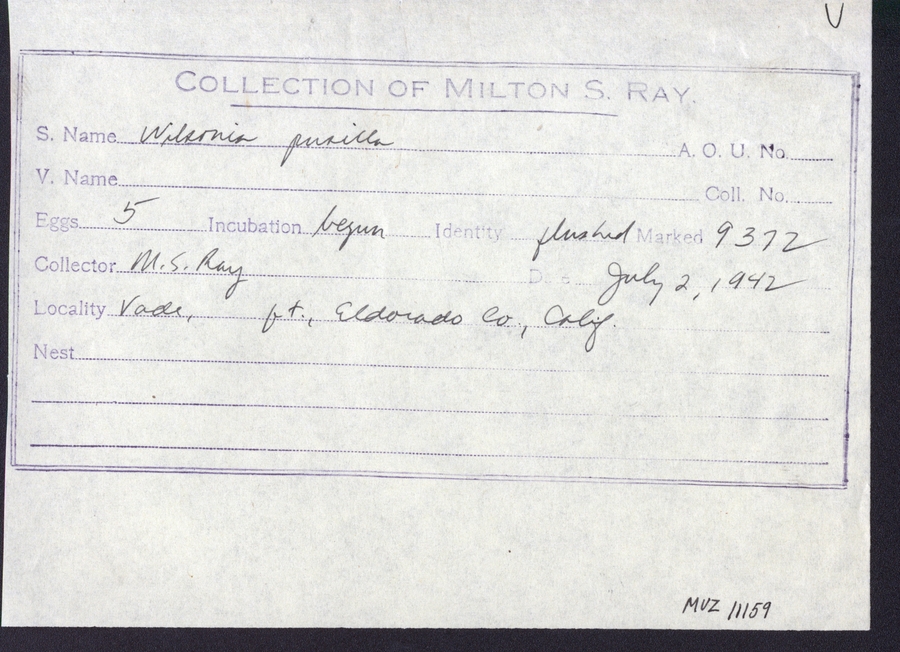 V
COLLECTION OF MILTON S. RAY.
S. Name Wilsonia pusilla A. O. U. No.
V. Name Coll. No.
Eggs 5 Incubation begun Identity flushed Marked 9372
Collector M.S. Ray Da e July 2, 1942
Locality Vade, ft., Eldorado Co., Calif.
Nest
MVZ 11159